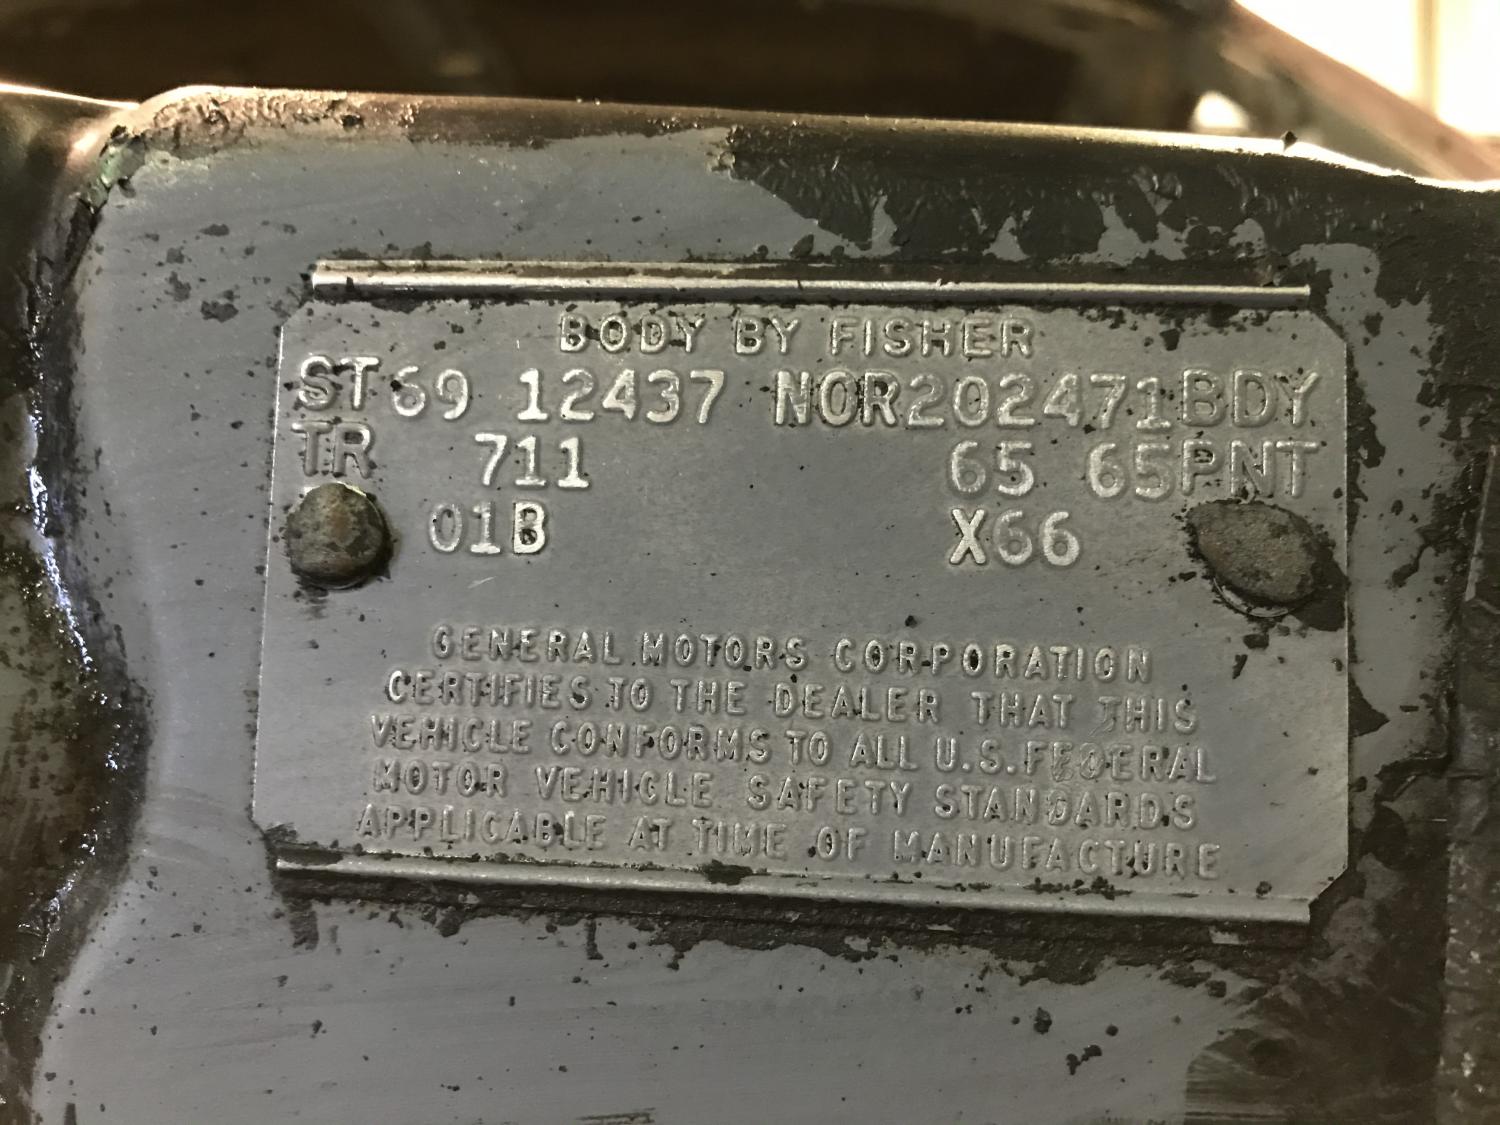 BODY BY FISHER
ST69 12437 NOR202471BDY
TR 711 65 65PNT
01B X66
GENERAL MOTORS CORPORATION
CERTIFIES TO THE DEALER THAT THIS
VEHICLE CONFORMS TO ALL U.S. FEDERAL
MOTOR VEHICLE SAFETY STANDARDS
APPLICABLE AT TIME OF MANUFACTURE